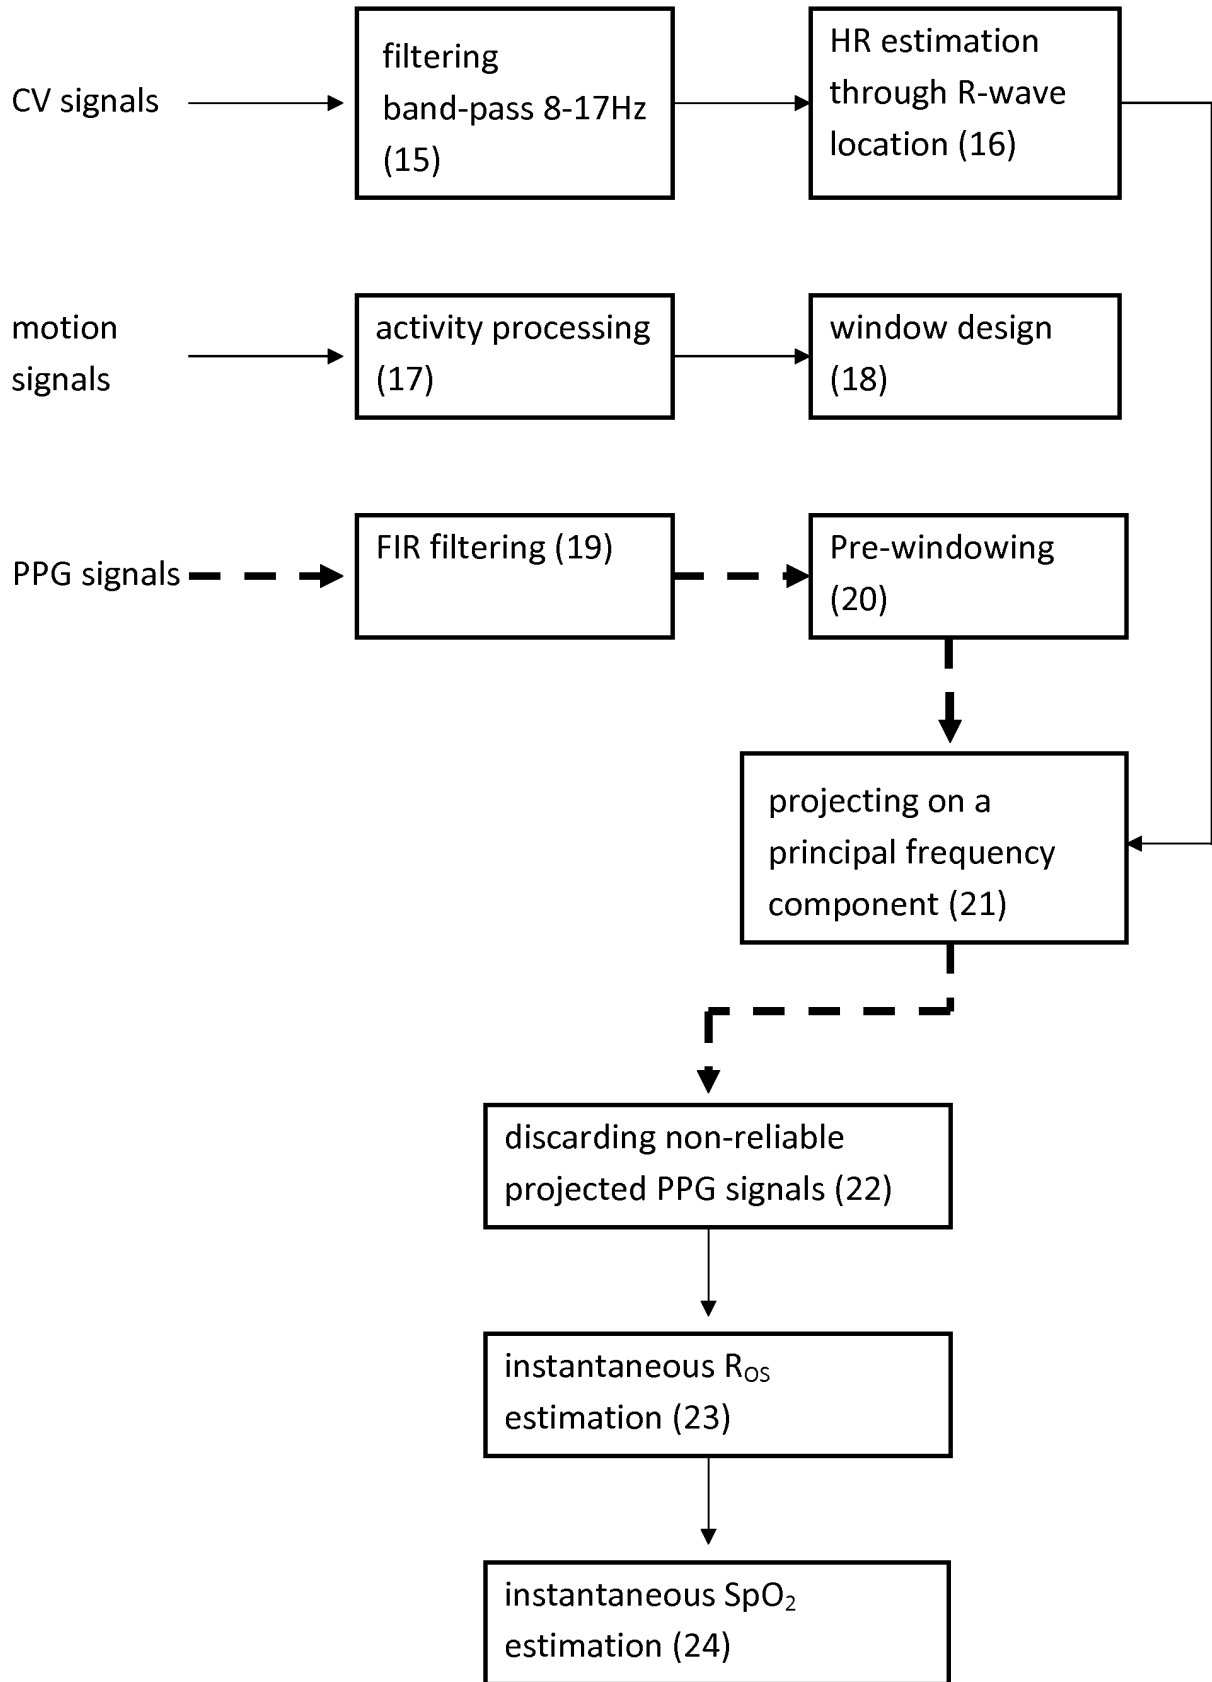 CV signals
filtering
band-pass 8-17Hz
(15)
HR estimation
through R-wave
location (16)
motion
signals
activity processing
(17)
window design
(18)
PPG signals
FIR filtering (19)
Pre-windowing
(20)
projecting on a
principal frequency
component (21)
discarding non-reliable
projected PPG signals (22)
instantaneous R_OS
estimation (23)
instantaneous SpO₂
estimation (24)